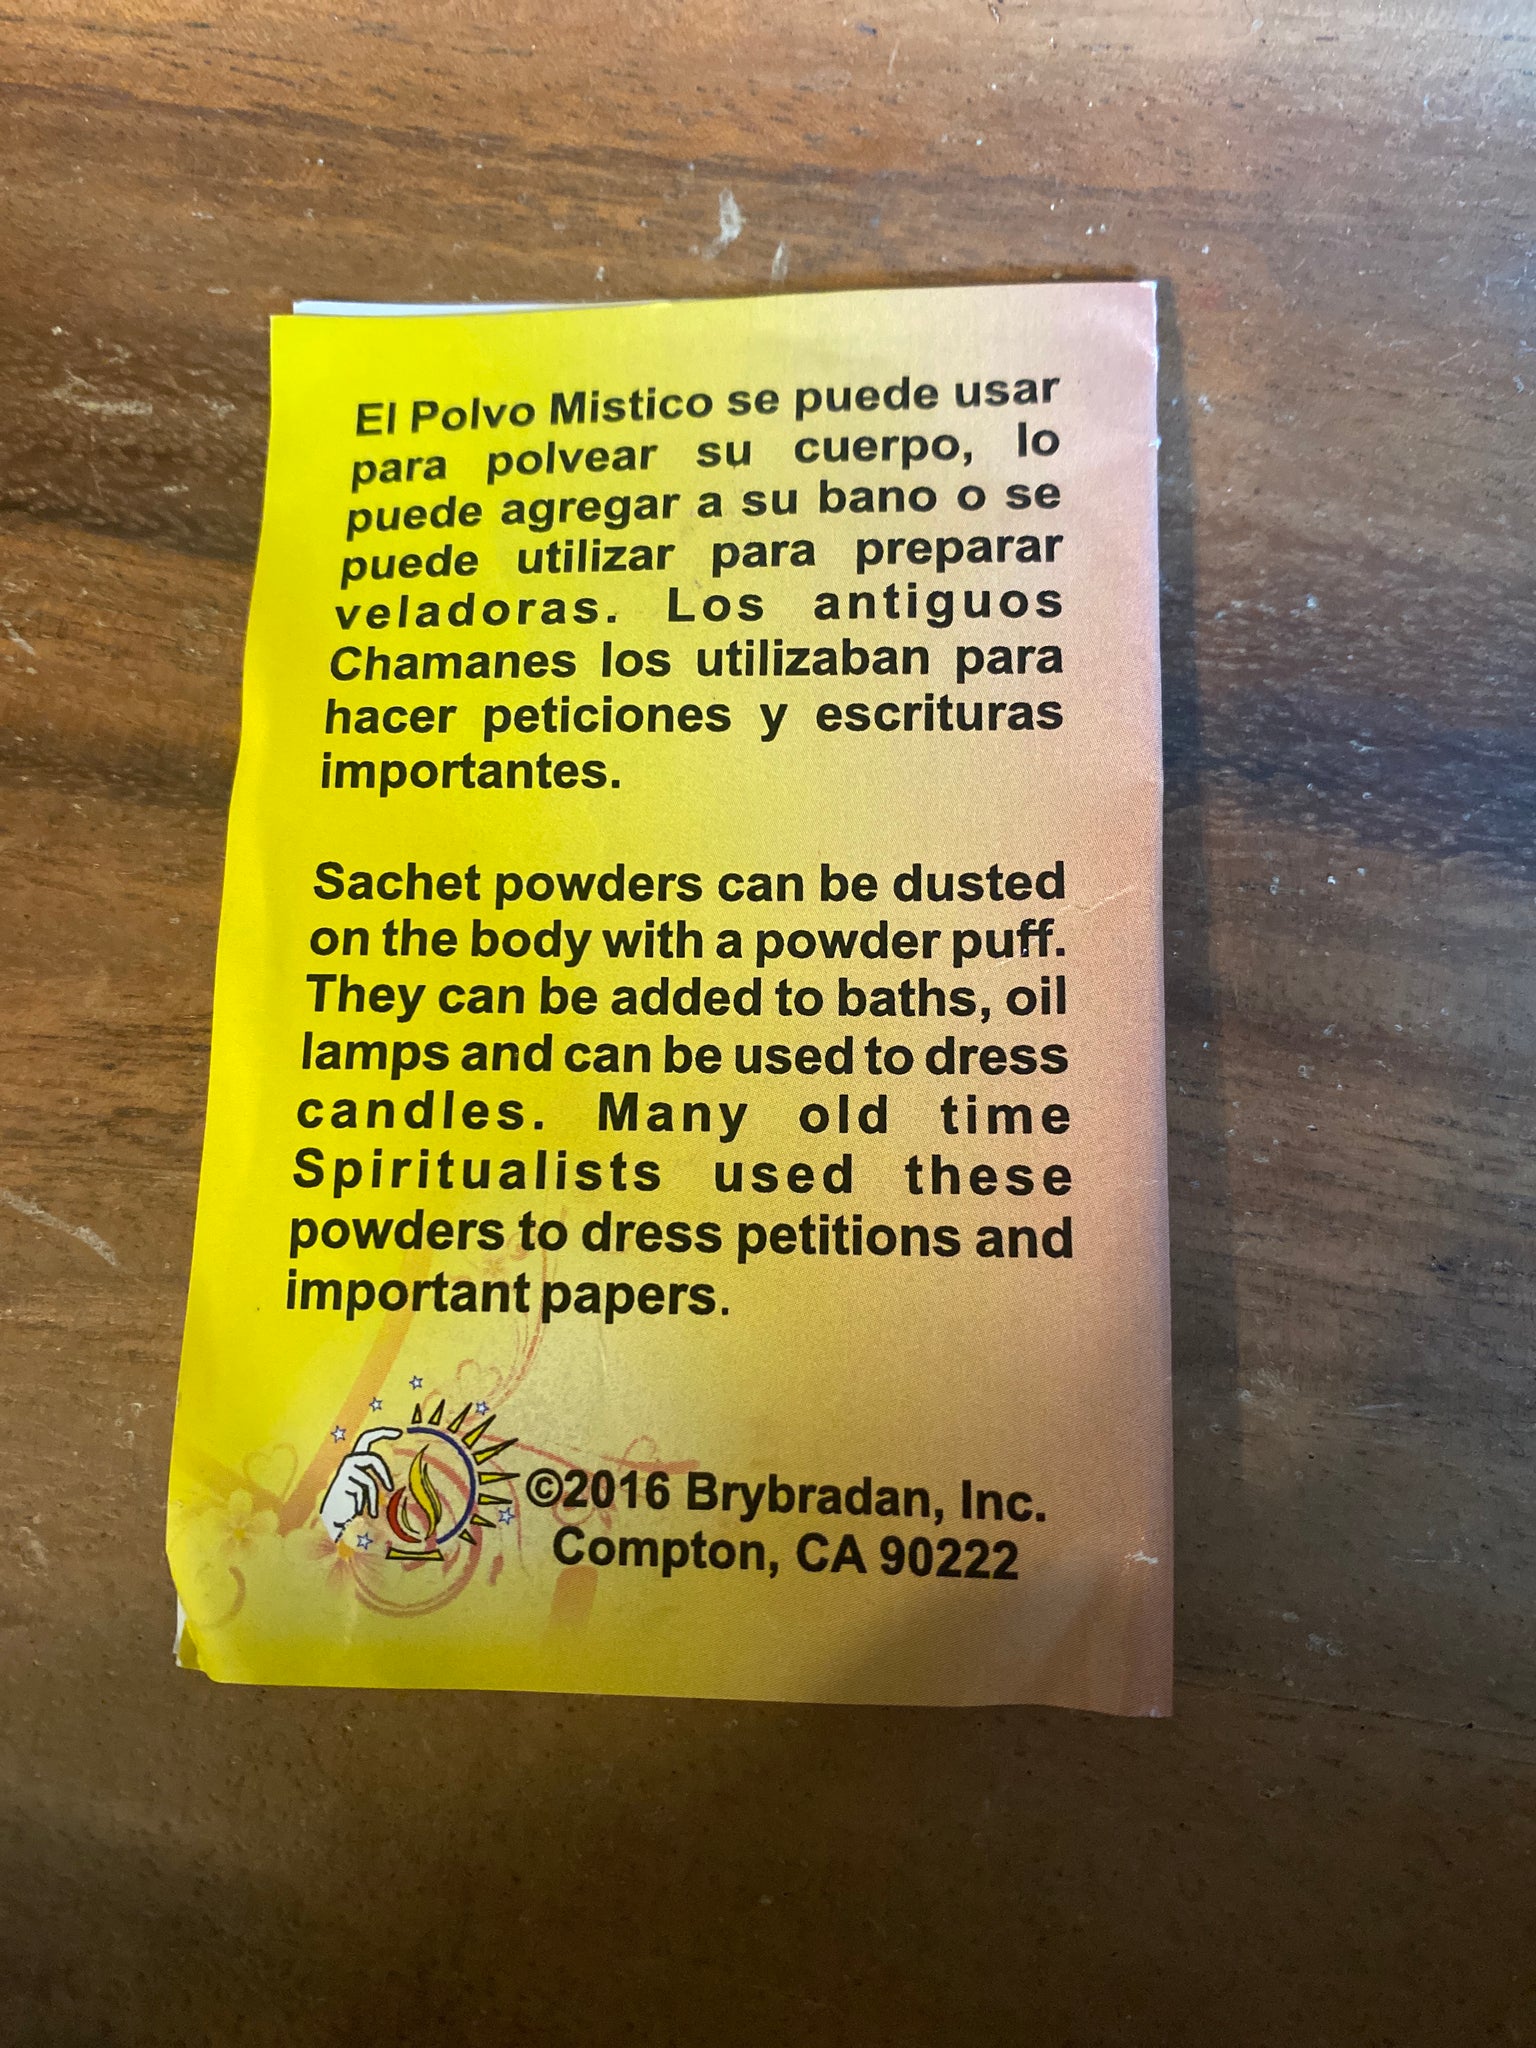 El Polvo Mistico se puede usar
para polvear su cuerpo, lo
puede agregar a su bano o se
puede utilizar para preparar
veladoras. Los antiguos
Chamanes los utilizaban para
hacer peticiones y escrituras
importantes.
Sachet powders can be dusted
on the body with a powder puff.
They can be added to baths, oil
lamps and can be used to dress
candles. Many old time
Spiritualists used these
powders to dress petitions and
important papers.
©2016 Brybradan, Inc.
Compton, CA 90222